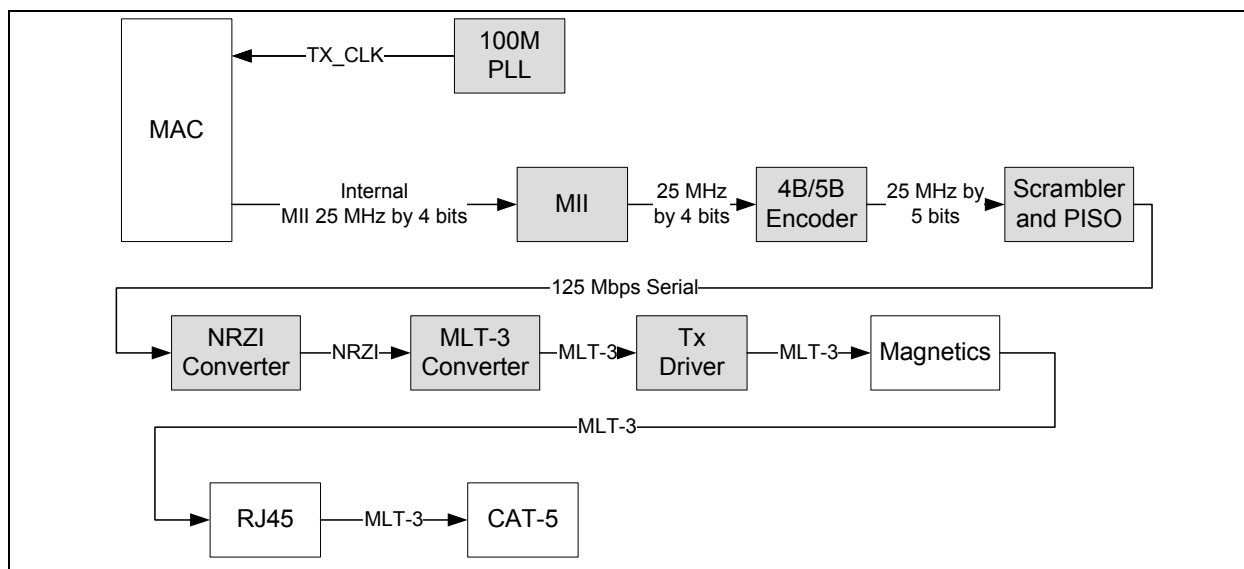 100M
PLL
TX_CLK
MAC
Internal
MII 25 MHz by 4 bits
MII
25 MHz
by 4 bits
4B/5B
Encoder
25 MHz by
5 bits
Scrambler
and PISO
125 Mbps Serial
NRZI
Converter
NRZI
MLT-3
Converter
MLT-3
Tx
Driver
MLT-3
Magnetics
MLT-3
RJ45
MLT-3
CAT-5